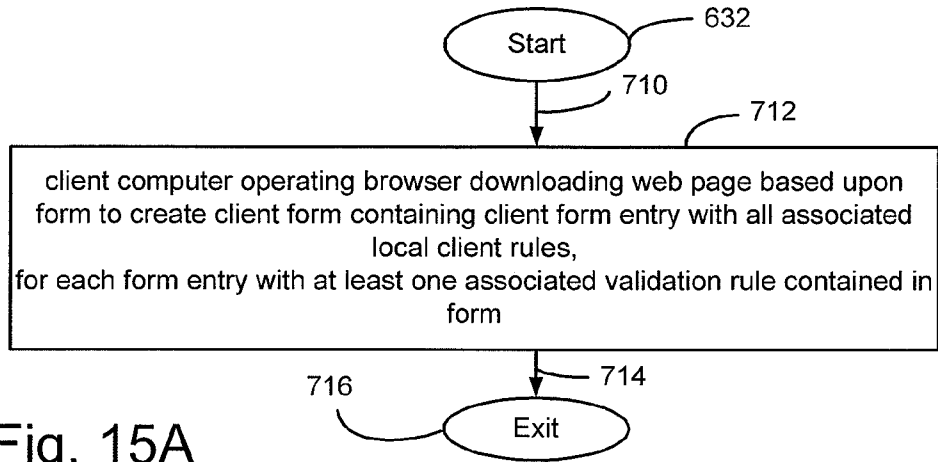 632
Start
710
712
client computer operating browser downloading web page based upon
form to create client form containing client form entry with all associated
local client rules,
for each form entry with at least one associated validation rule contained in
form
714
716
Exit
Fig. 15A